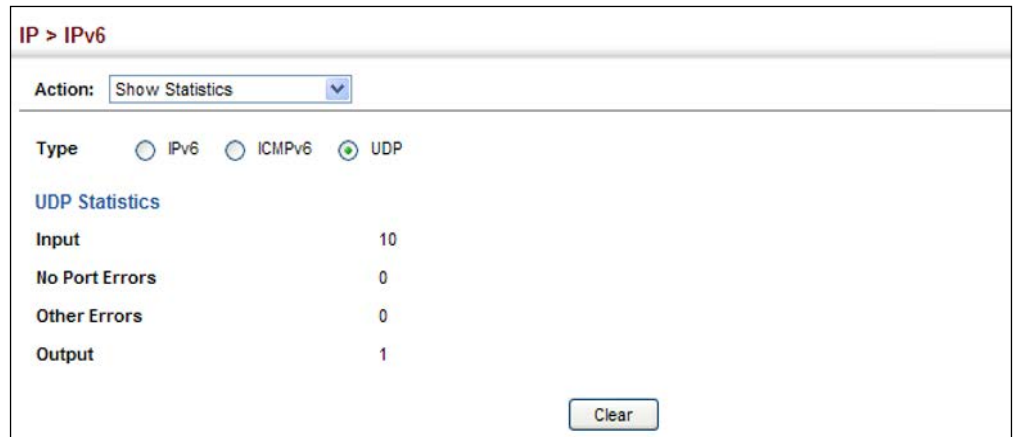 IP > IPv6
Action: Show Statistics
Type IPv6 ICMPv6 UDP
UDP Statistics
Input 10
No Port Errors 0
Other Errors 0
Output 1
Clear